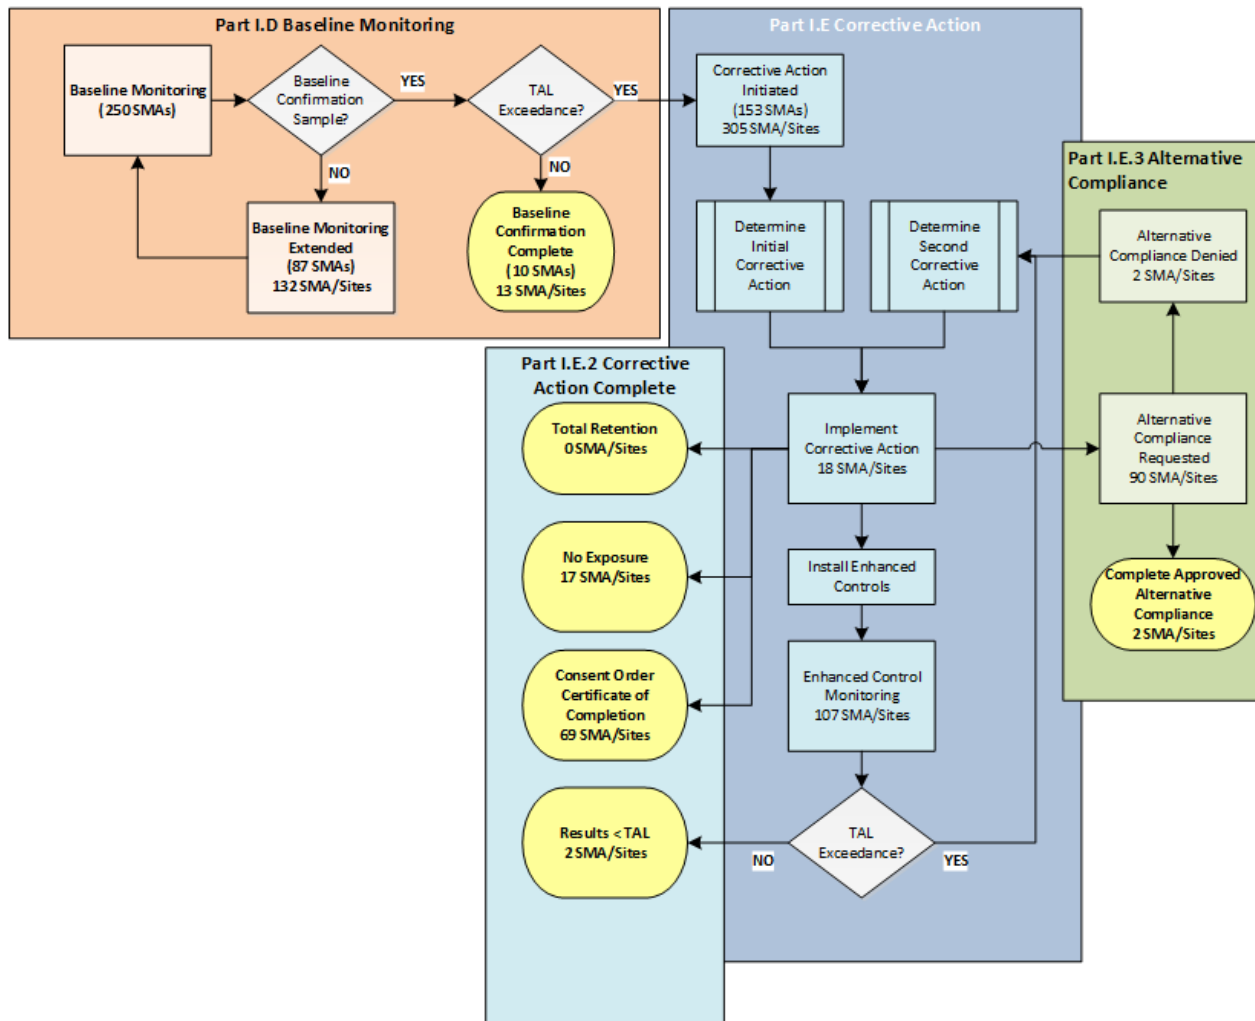 Part I.D Baseline Monitoring
Baseline Monitoring
(250 SMAs)
Baseline
Confirmation
Sample?
YES
NO
TAL
Exceedance?
YES
NO
Baseline Monitoring
Extended
(87 SMAs)
132 SMA/Sites
Baseline
Confirmation
Complete
(10 SMAs)
13 SMA/Sites
Part I.E Corrective Action
Corrective Action
Initiated
(153 SMAs)
305 SMA/Sites
Determine
Initial
Corrective
Action
Determine
Second
Corrective
Action
Implement
Corrective Action
18 SMA/Sites
Install Enhanced
Controls
Enhanced Control
Monitoring
107 SMA/Sites
TAL
Exceedance?
NO
YES
Part I.E.3 Alternative
Compliance
Alternative
Compliance Denied
2 SMA/Sites
Alternative
Compliance
Requested
90 SMA/Sites
Complete Approved
Alternative
Compliance
2 SMA/Sites
Part I.E.2 Corrective
Action Complete
Total Retention
0 SMA/Sites
No Exposure
17 SMA/Sites
Consent Order
Certificate of
Completion
69 SMA/Sites
Results < TAL
2 SMA/Sites